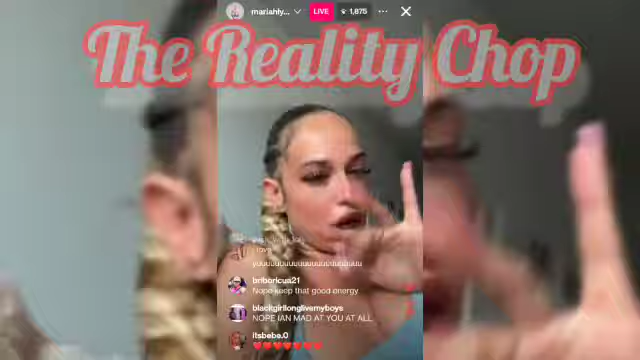 mariahly...
LIVE
1,875
The Reality Chop
love
briboricua21
Nope keep that good energy
blackgirllonglivemyboys
NOPE IAN MAD AT YOU AT ALL
itsbebe.0